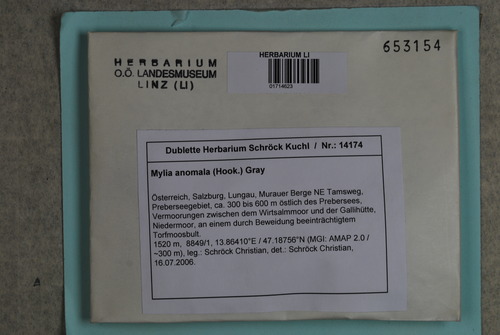 HERBARIUM
O.Ö. LANDESMUSEUM
LINZ (LI)
HERBARIUM LI
01714623
653154
Dublette Herbarium Schröck Kuchl / Nr.: 14174
Mylia anomala (Hook.) Gray
Österreich, Salzburg, Lungau, Murauer Berge NE Tamsweg,
Preberseegebiet, ca. 300 bis 600 m östlich des Prebersees,
Vermoorungen zwischen dem Wirtsalmmoor und der Gallihütte,
Niedermoor, an einem durch Beweidung beeinträchtigtem
Torfmoosbult.
1520 m, 8849/1, 13.86410°E / 47.18756°N (MGI: AMAP 2.0 /
~300 m), leg.: Schröck Christian, det.: Schröck Christian,
16.07.2006.